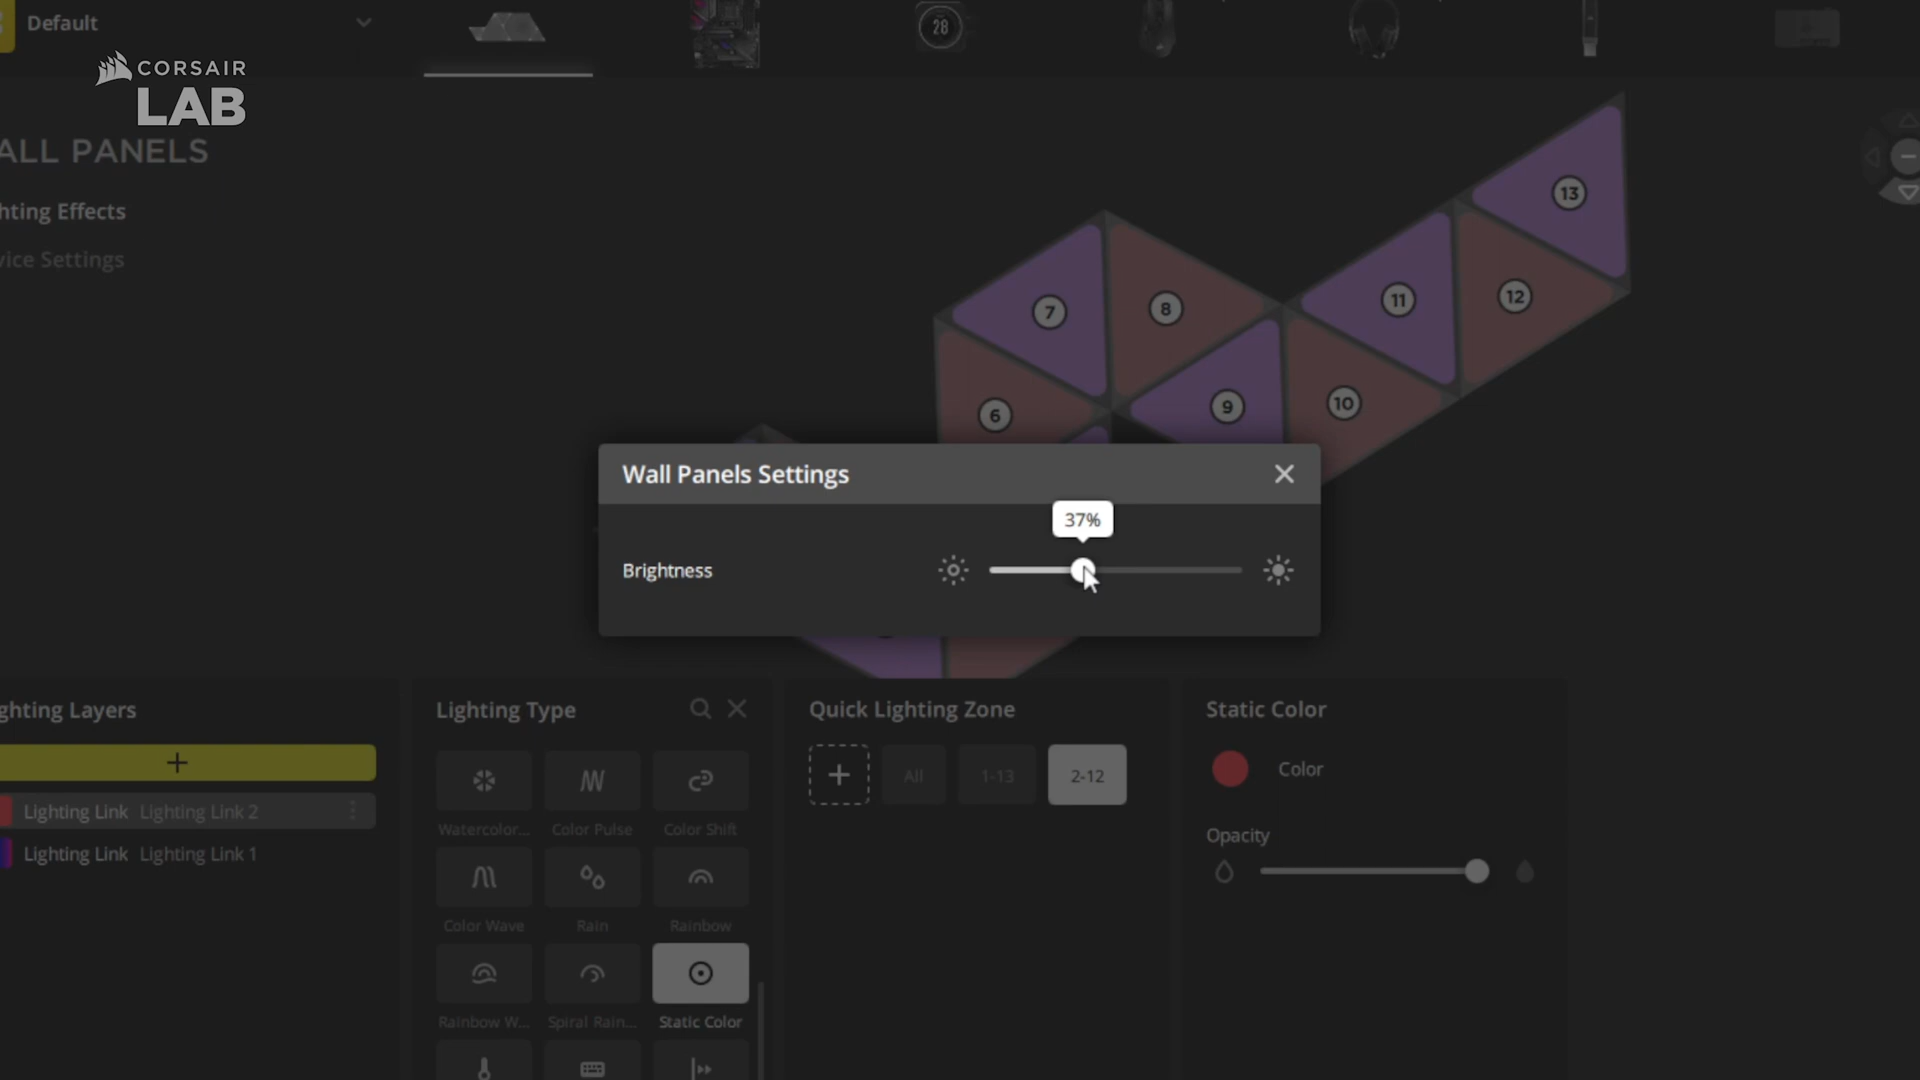 Default
28
CORSAIR
LAB
ALL PANELS
hting Effects
vice Settings
13
7
8
11
12
6
9
10
Wall Panels Settings
37%
Brightness
ghting Layers
Lighting Link Lighting Link 2
Lighting Link Lighting Link 1
Lighting Type
Watercolor...
Color Pulse
Color Shift
Color Wave
Rain
Rainbow
Rainbow W...
Spiral Rain...
Static Color
Quick Lighting Zone
All
1-13
2-12
Static Color
Color
Opacity